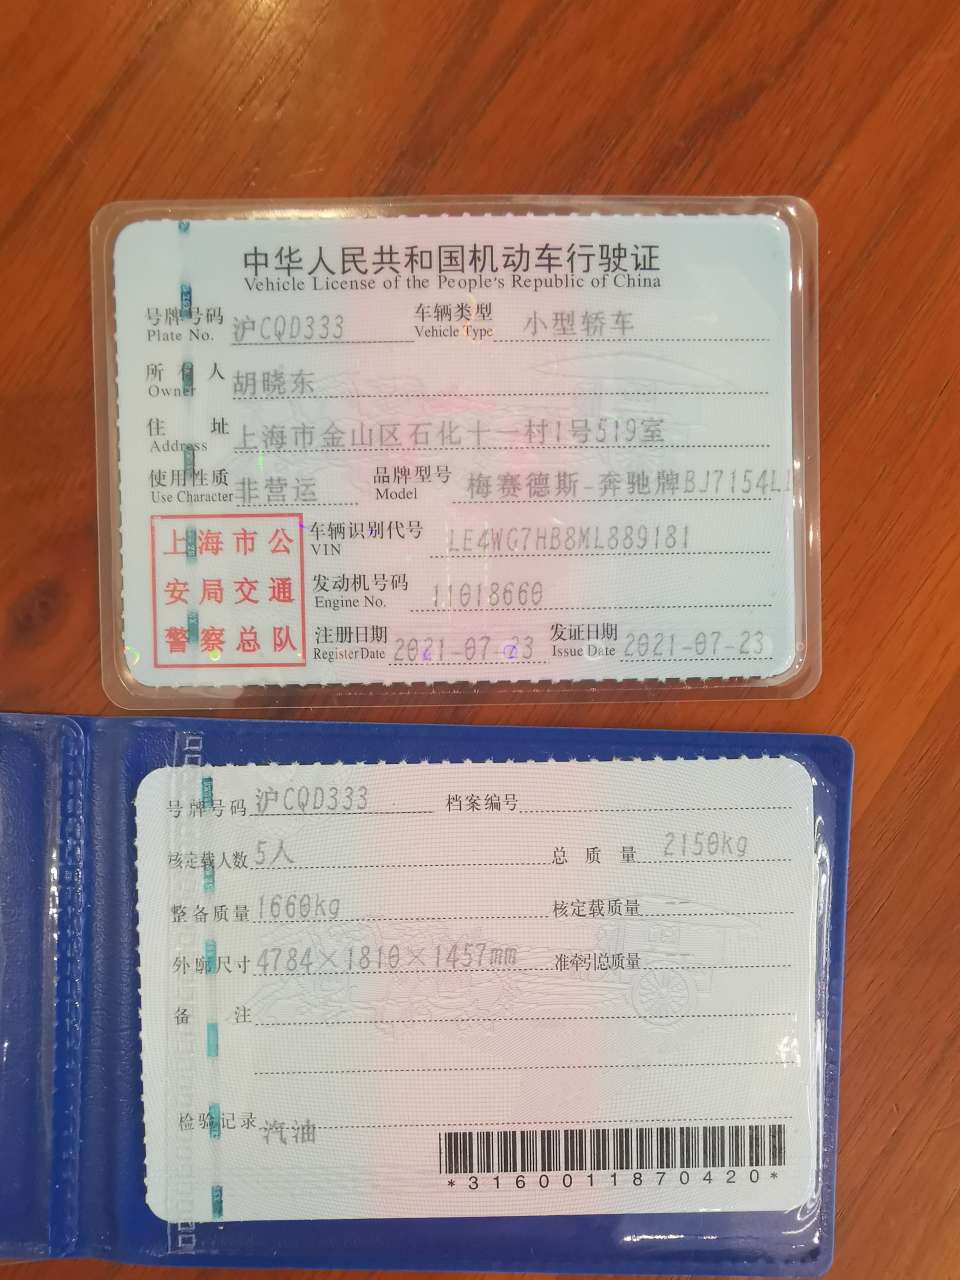 中华人民共和国机动车行驶证
Vehicle License of the People's Republic of China
号牌号码 沪CQD333 车辆类型 小型轿车
Plate No. Vehicle Type
所有人 胡晓东
Owner
住址 上海市金山区石化十一村1号519室
Address
使用性质 非营运 品牌型号 梅赛德斯-奔驰牌BJ7154L
Use Character Model
上海市公 车辆识别代号 LE4WG7HB8ML889181
VIN
安局交通 发动机号码 11018660
Engine No.
警察总队 注册日期 2021-07-23 发证日期 2021-07-23
Register Date Issue Date
号牌号码 沪CQD333 档案编号
核定载人数 5人 总质量 2150kg
整备质量 1660kg 核定载质量 --
外廓尺寸 4784×1810×1457mm 准牵引总质量 --
备注
检验记录 汽油
*3160011870420*